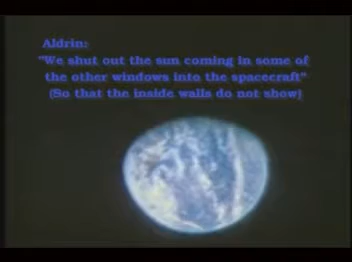 Aldrin:
"We shut out the sun coming in some of
the other windows into the spacecraft"
(So that the inside walls do not show)